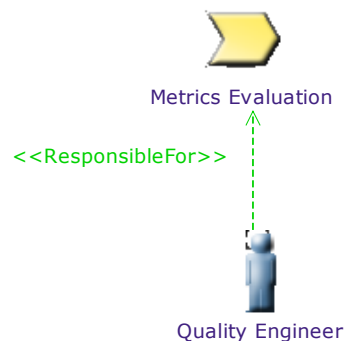 Metrics Evaluation
<<ResponsibleFor>>
Quality Engineer